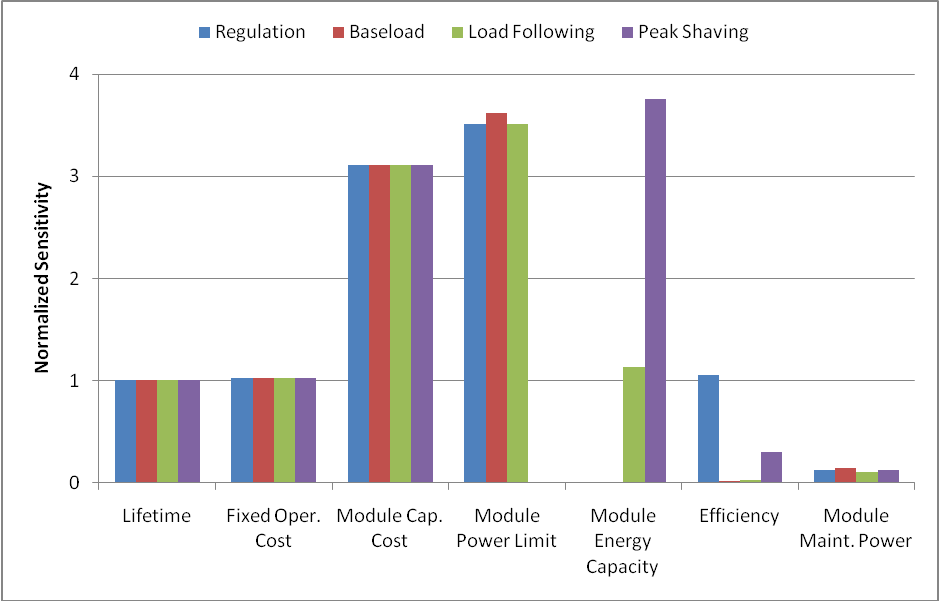 Regulation Baseload Load Following Peak Shaving
Normalized Sensitivity
4
3
2
1
0
Lifetime
Fixed Oper.
Cost
Module Cap.
Cost
Module
Power Limit
Module
Energy
Capacity
Efficiency
Module
Maint. Power